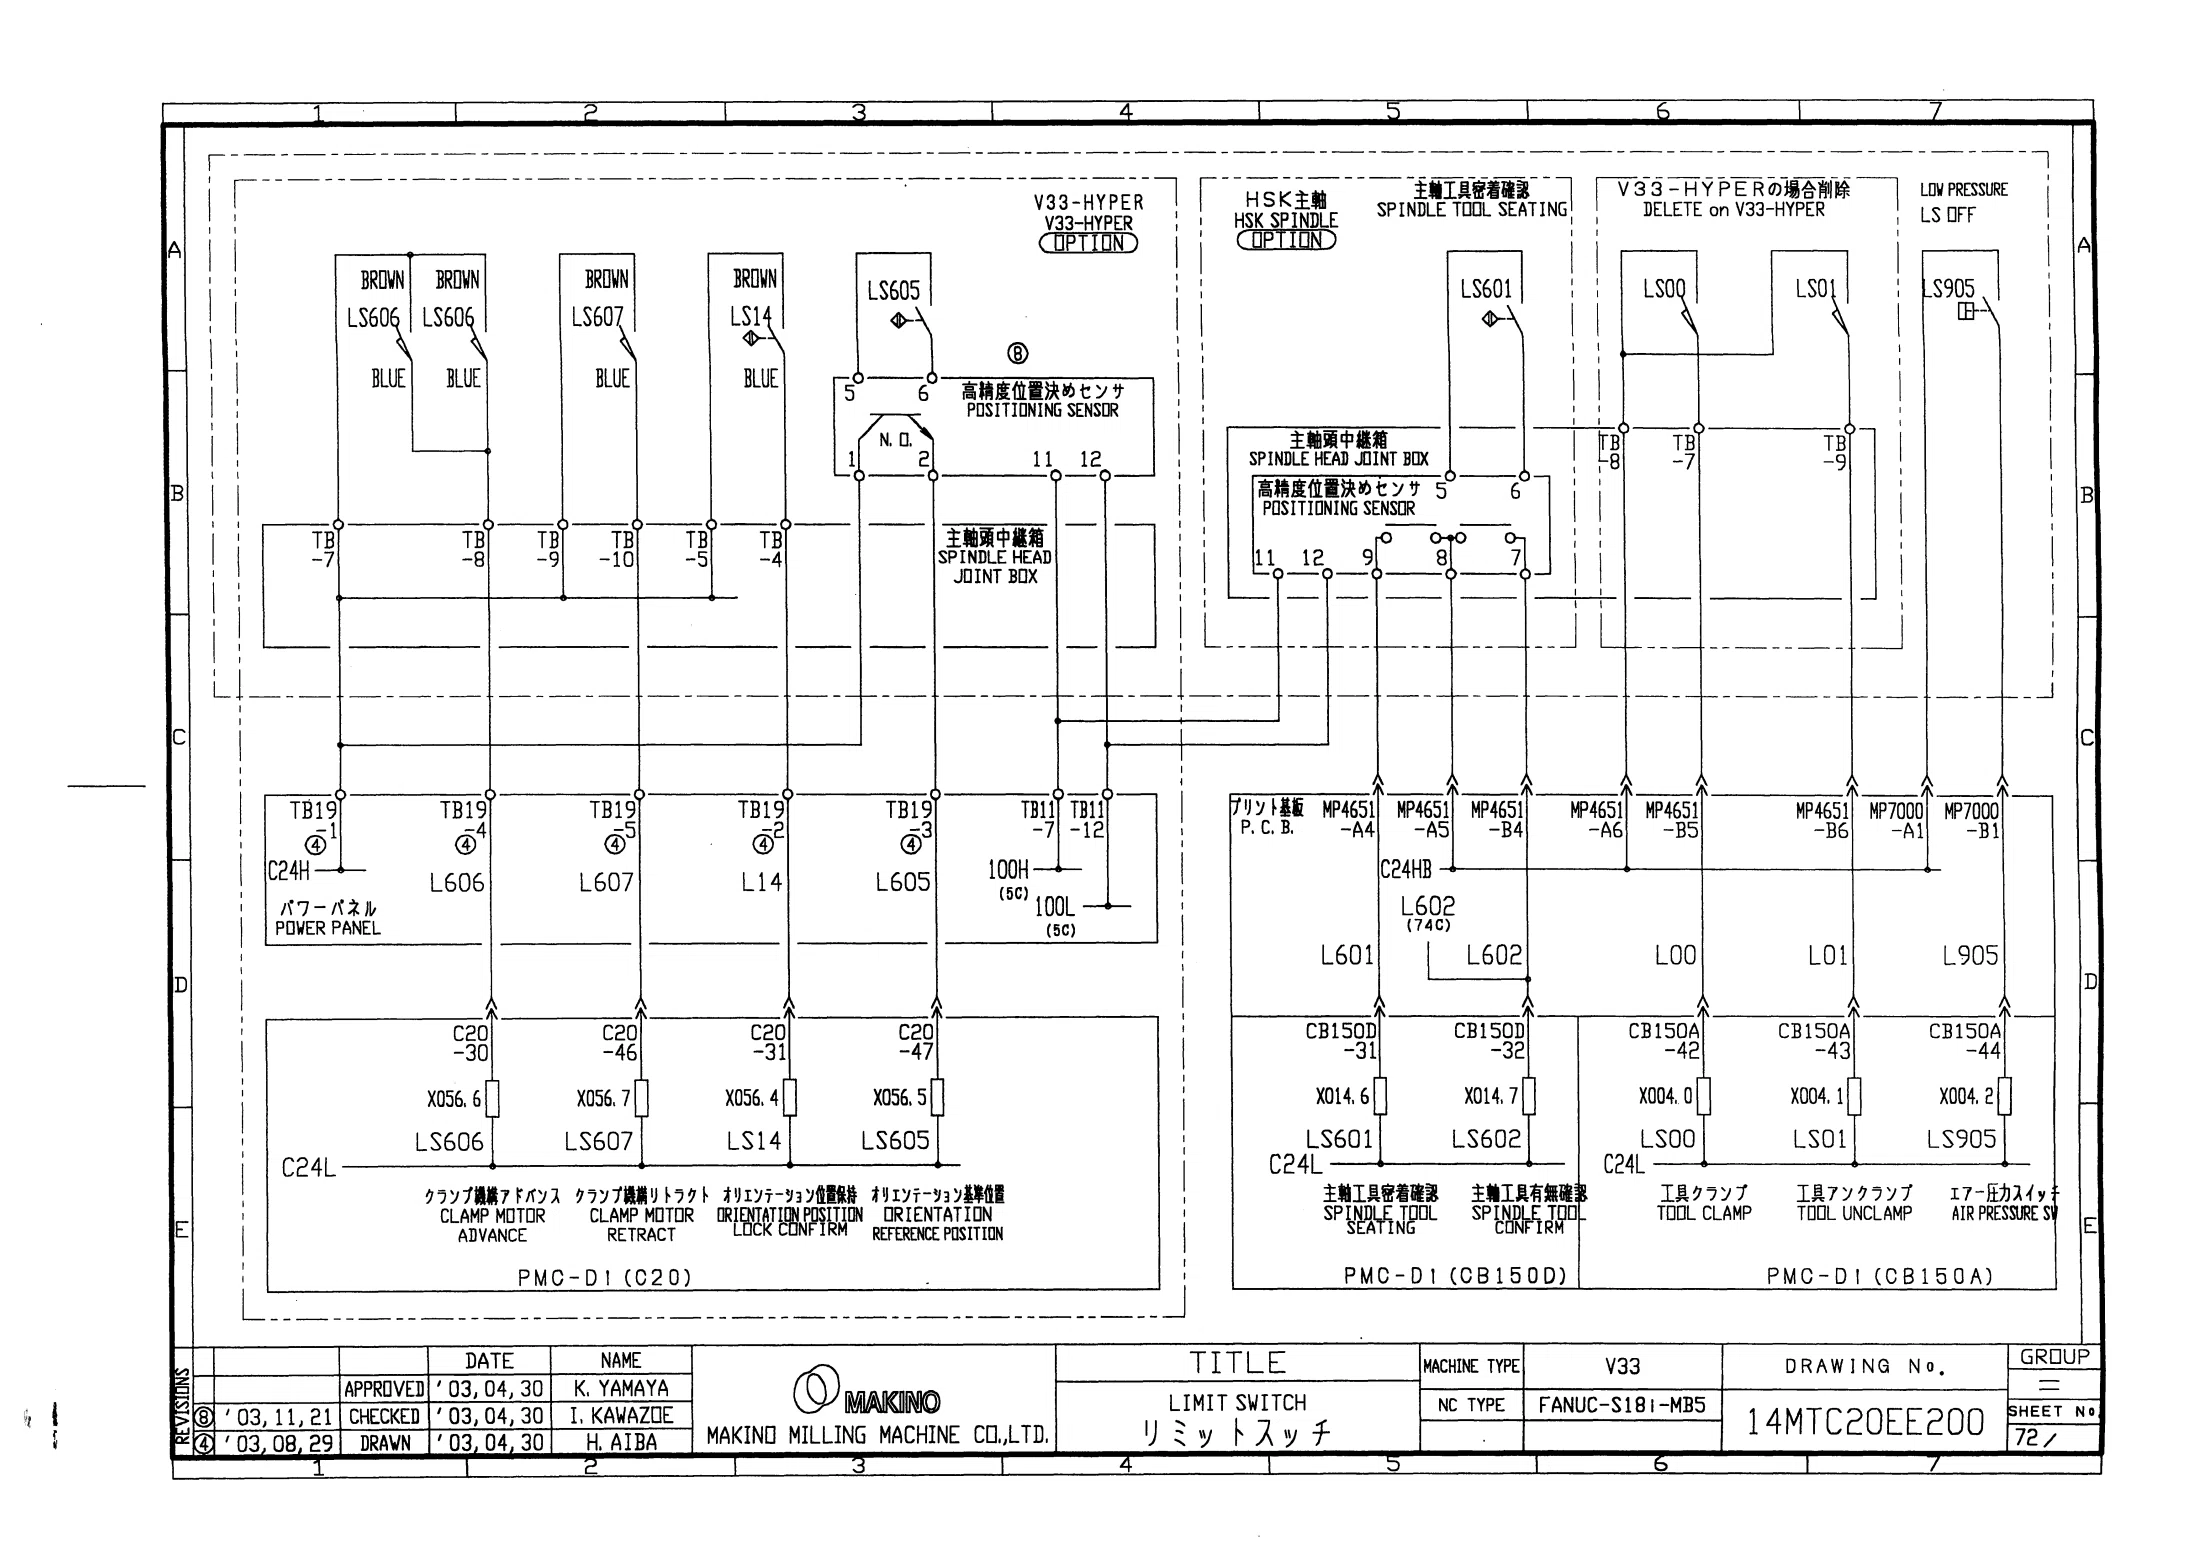 1 2 3 4 5 6 7
A
B
C
D
E
V33-HYPER
V33-HYPER
OPTION
BROWN BROWN BROWN BROWN
LS606 LS606 LS607 LS14 LS605
BLUE BLUE BLUE BLUE
8
5 6 高精度位置決めセンサ
POSITIONING SENSOR
N.O.
1 2 11 12
TB TB TB TB TB TB
-7 -8 -9 -10 -5 -4
主軸頭中継箱
SPINDLE HEAD
JOINT BOX
HSK主軸
HSK SPINDLE
OPTION
主軸工具密着確認
SPINDLE TOOL SEATING
LS601
主軸頭中継箱
SPINDLE HEAD JOINT BOX
高精度位置決めセンサ 5 6
POSITIONING SENSOR
11 12 9 8 7
V33-HYPERの場合削除
DELETE on V33-HYPER
LS00 LS01
TB TB TB
-8 -7 -9
LOW PRESSURE
LS OFF
LS905
TB19 TB19 TB19 TB19 TB19 TB11 TB11
-1 -4 -5 -2 -3 -7 -12
4 4 4 4 4
C24H
L606 L607 L14 L605
100H
(5C)
100L
(5C)
パワーパネル
POWER PANEL
C20 C20 C20 C20
-30 -46 -31 -47
X056.6 X056.7 X056.4 X056.5
LS606 LS607 LS14 LS605
C24L
クランプ機構アドバンス クランプ機構リトラクト オリエンテーション位置保持 オリエンテーション基準位置
CLAMP MOTOR CLAMP MOTOR ORIENTATION POSITION ORIENTATION
ADVANCE RETRACT LOCK CONFIRM REFERENCE POSITION
PMC-DI(C20)
プリント基板
P.C.B.
MP4651 MP4651 MP4651 MP4651 MP4651 MP4651 MP7000 MP7000
-A4 -A5 -B4 -A6 -B5 -B6 -A1 -B1
C24HB
L602
(74C)
L601 L602 L00 L01 L905
CB150D CB150D CB150A CB150A CB150A
-31 -32 -42 -43 -44
X014.6 X014.7 X004.0 X004.1 X004.2
LS601 LS602 LS00 LS01 LS905
C24L C24L
主軸工具密着確認 主軸工具有無確認 工具クランプ 工具アンクランプ エアー圧力スイッチ
SPINDLE TOOL SPINDLE TOOL TOOL CLAMP TOOL UNCLAMP AIR PRESSURE SW
SEATING CONFIRM
PMC-DI(CB150D) PMC-DI(CB150A)
A
B
C
D
E
REVISIONS
DATE NAME
APPROVED '03,04,30 K. YAMAYA
8 '03,11,21 CHECKED '03,04,30 I. KAWAZOE
4 '03,08,29 DRAWN '03,04,30 H. AIBA
MAKINO
MAKINO MILLING MACHINE CO.,LTD.
TITLE
LIMIT SWITCH
リミットスッチ
MACHINE TYPE V33
NC TYPE FANUC-S18i-MB5
DRAWING No.
14MTC20EE200
GROUP
=
SHEET No.
72/
1 2 3 4 5 6 7